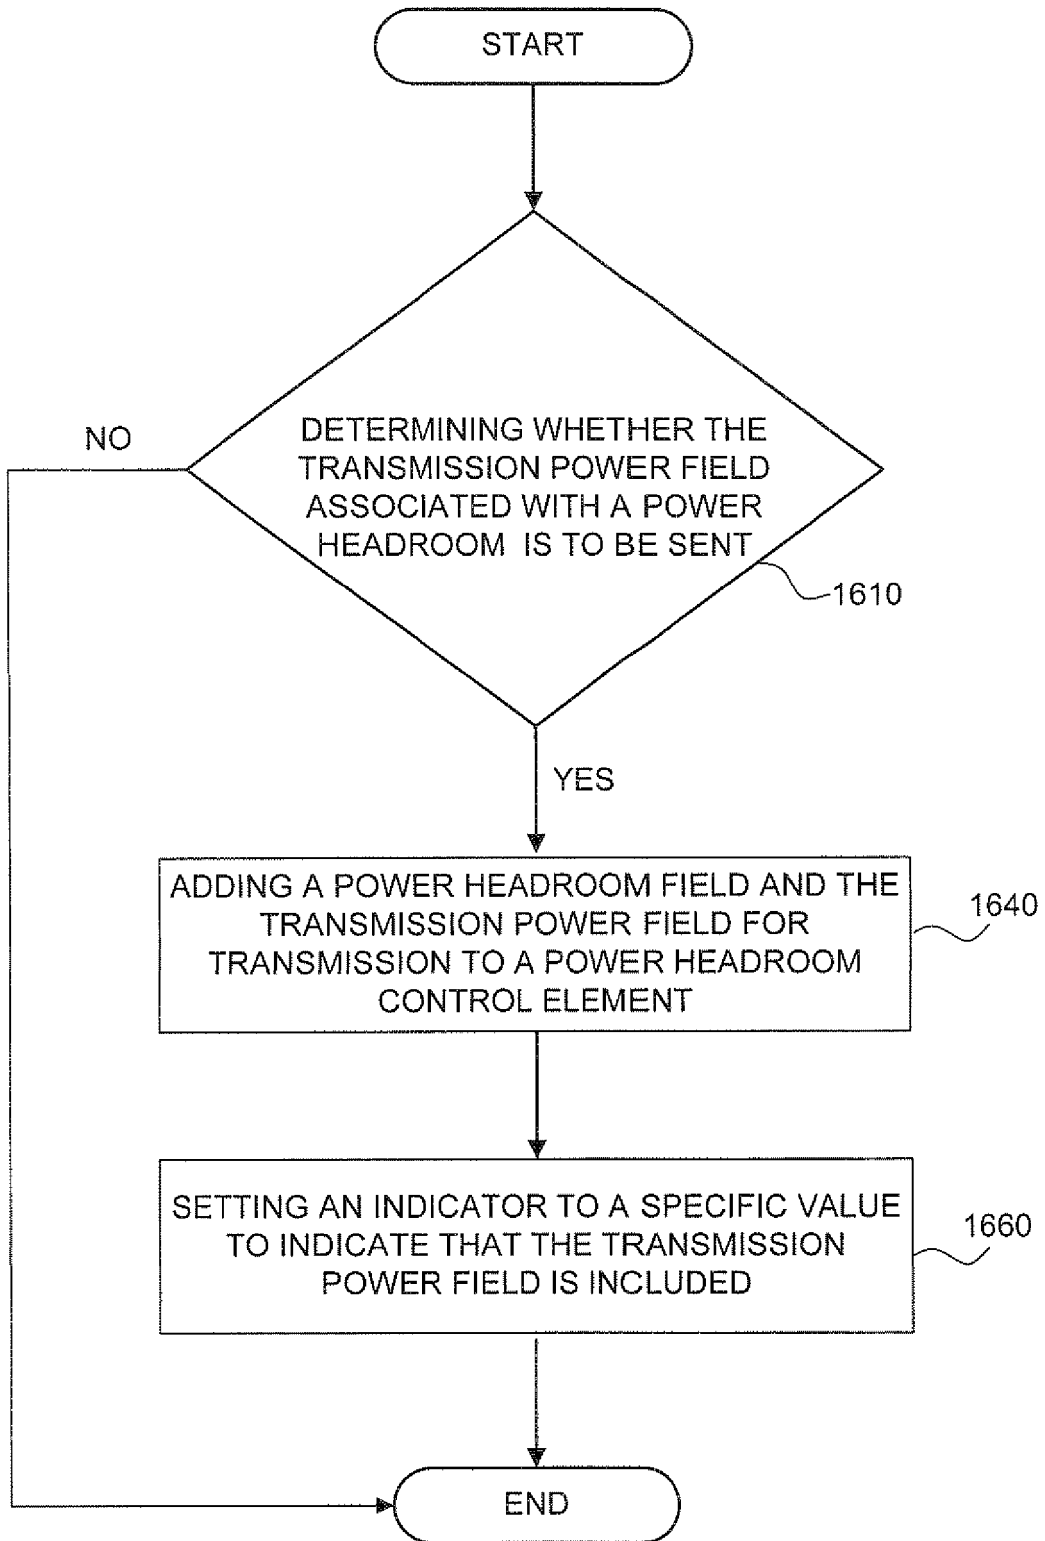 START
NO
DETERMINING WHETHER THE
TRANSMISSION POWER FIELD
ASSOCIATED WITH A POWER
HEADROOM IS TO BE SENT
1610
YES
ADDING A POWER HEADROOM FIELD AND THE
TRANSMISSION POWER FIELD FOR
TRANSMISSION TO A POWER HEADROOM
CONTROL ELEMENT
1640
SETTING AN INDICATOR TO A SPECIFIC VALUE
TO INDICATE THAT THE TRANSMISSION
POWER FIELD IS INCLUDED
1660
END